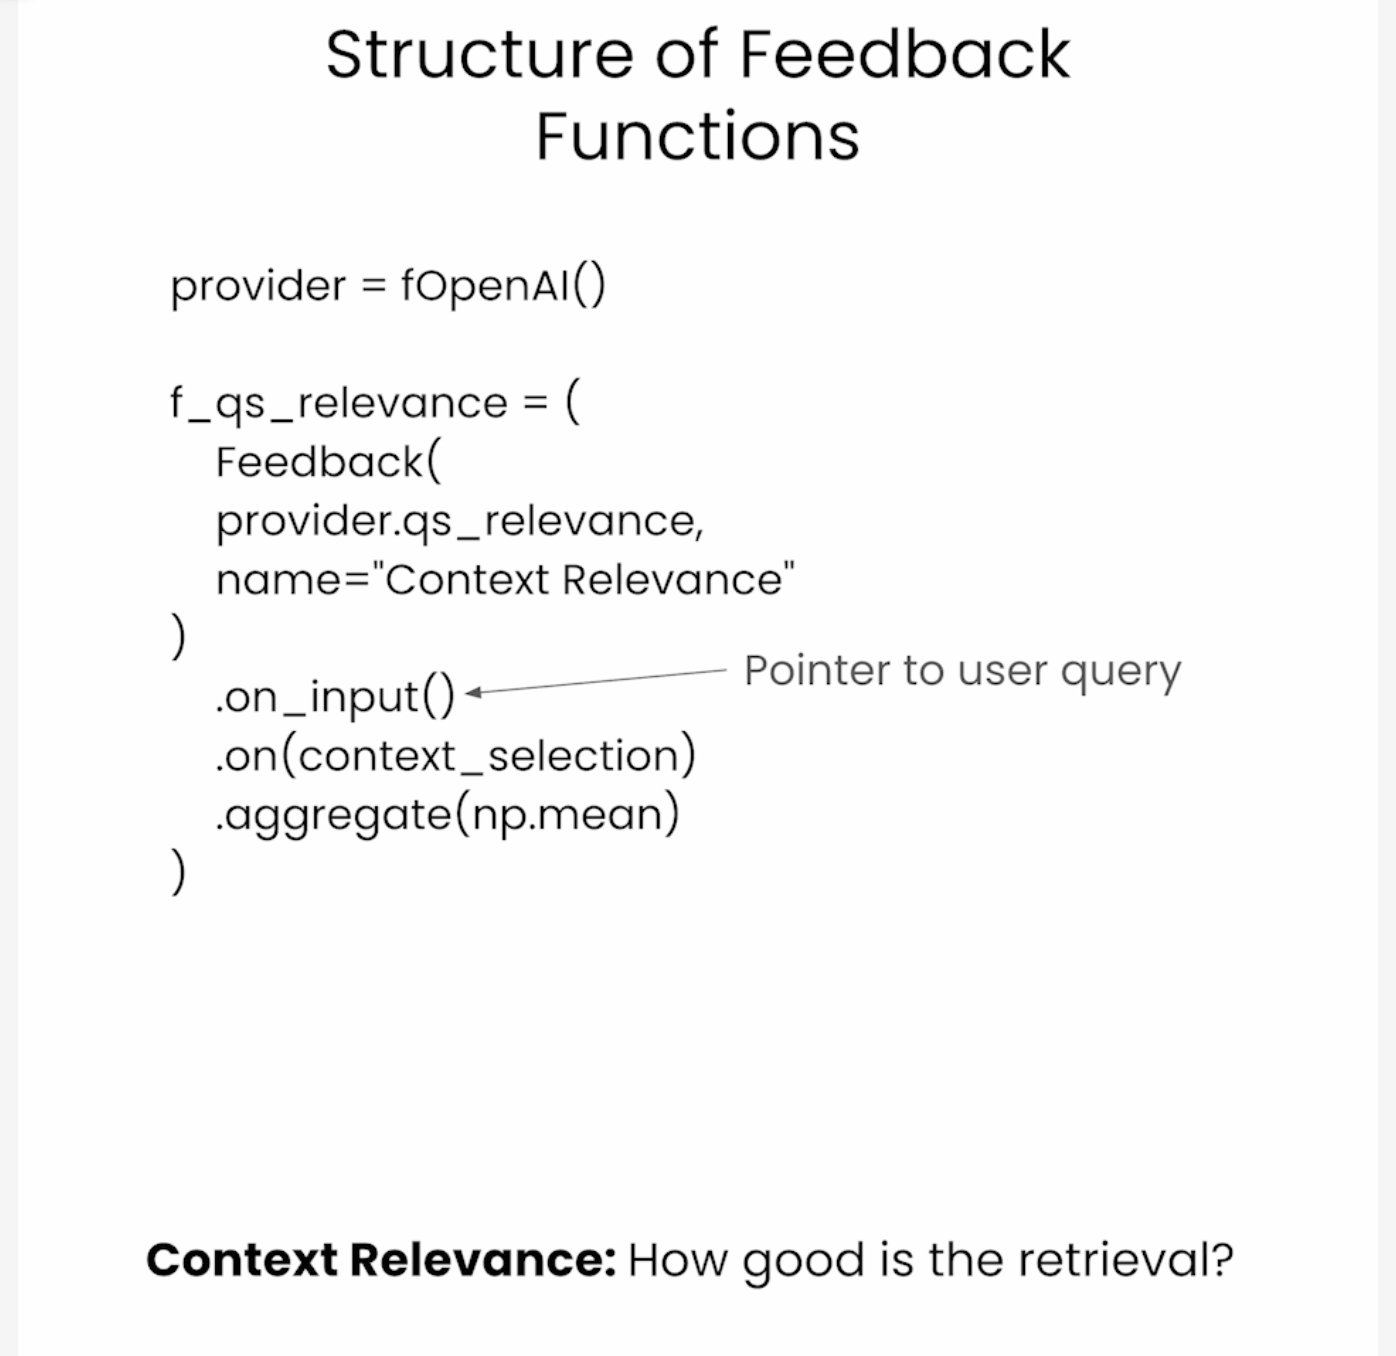 Structure of Feedback
Functions
provider = fOpenAI()
f_qs_relevance = (
Feedback(
provider.qs_relevance,
name="Context Relevance"
)
.on_input()
Pointer to user query
.on(context_selection)
.aggregate(np.mean)
)
Context Relevance: How good is the retrieval?